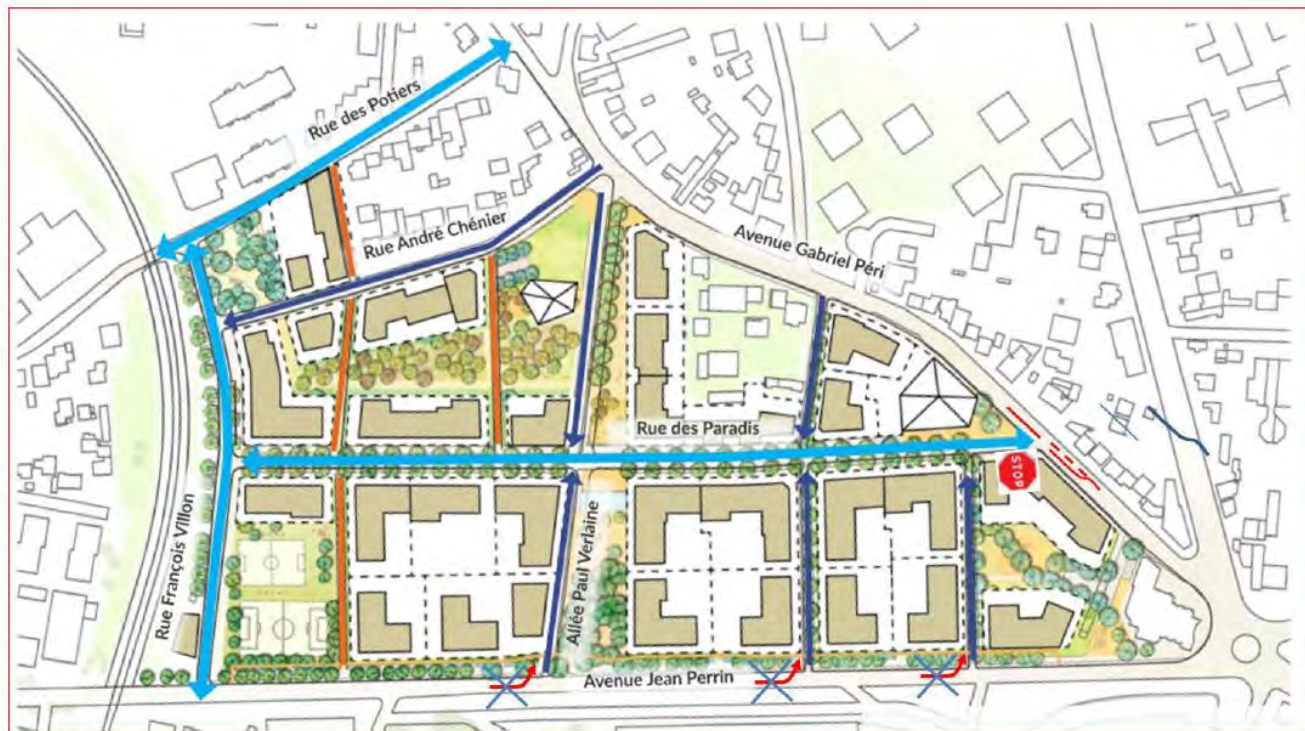 Rue des Potiers
Rue André Chénier
Avenue Gabriel Péri
Rue des Paradis
STOP
Rue François Villon
Allée Paul Verlaine
Avenue Jean Perrin